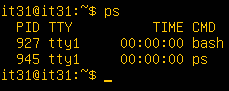 it31@it31:~$ ps
  PID TTY          TIME CMD
  927 tty1     00:00:00 bash
  945 tty1     00:00:00 ps
it31@it31:~$ _